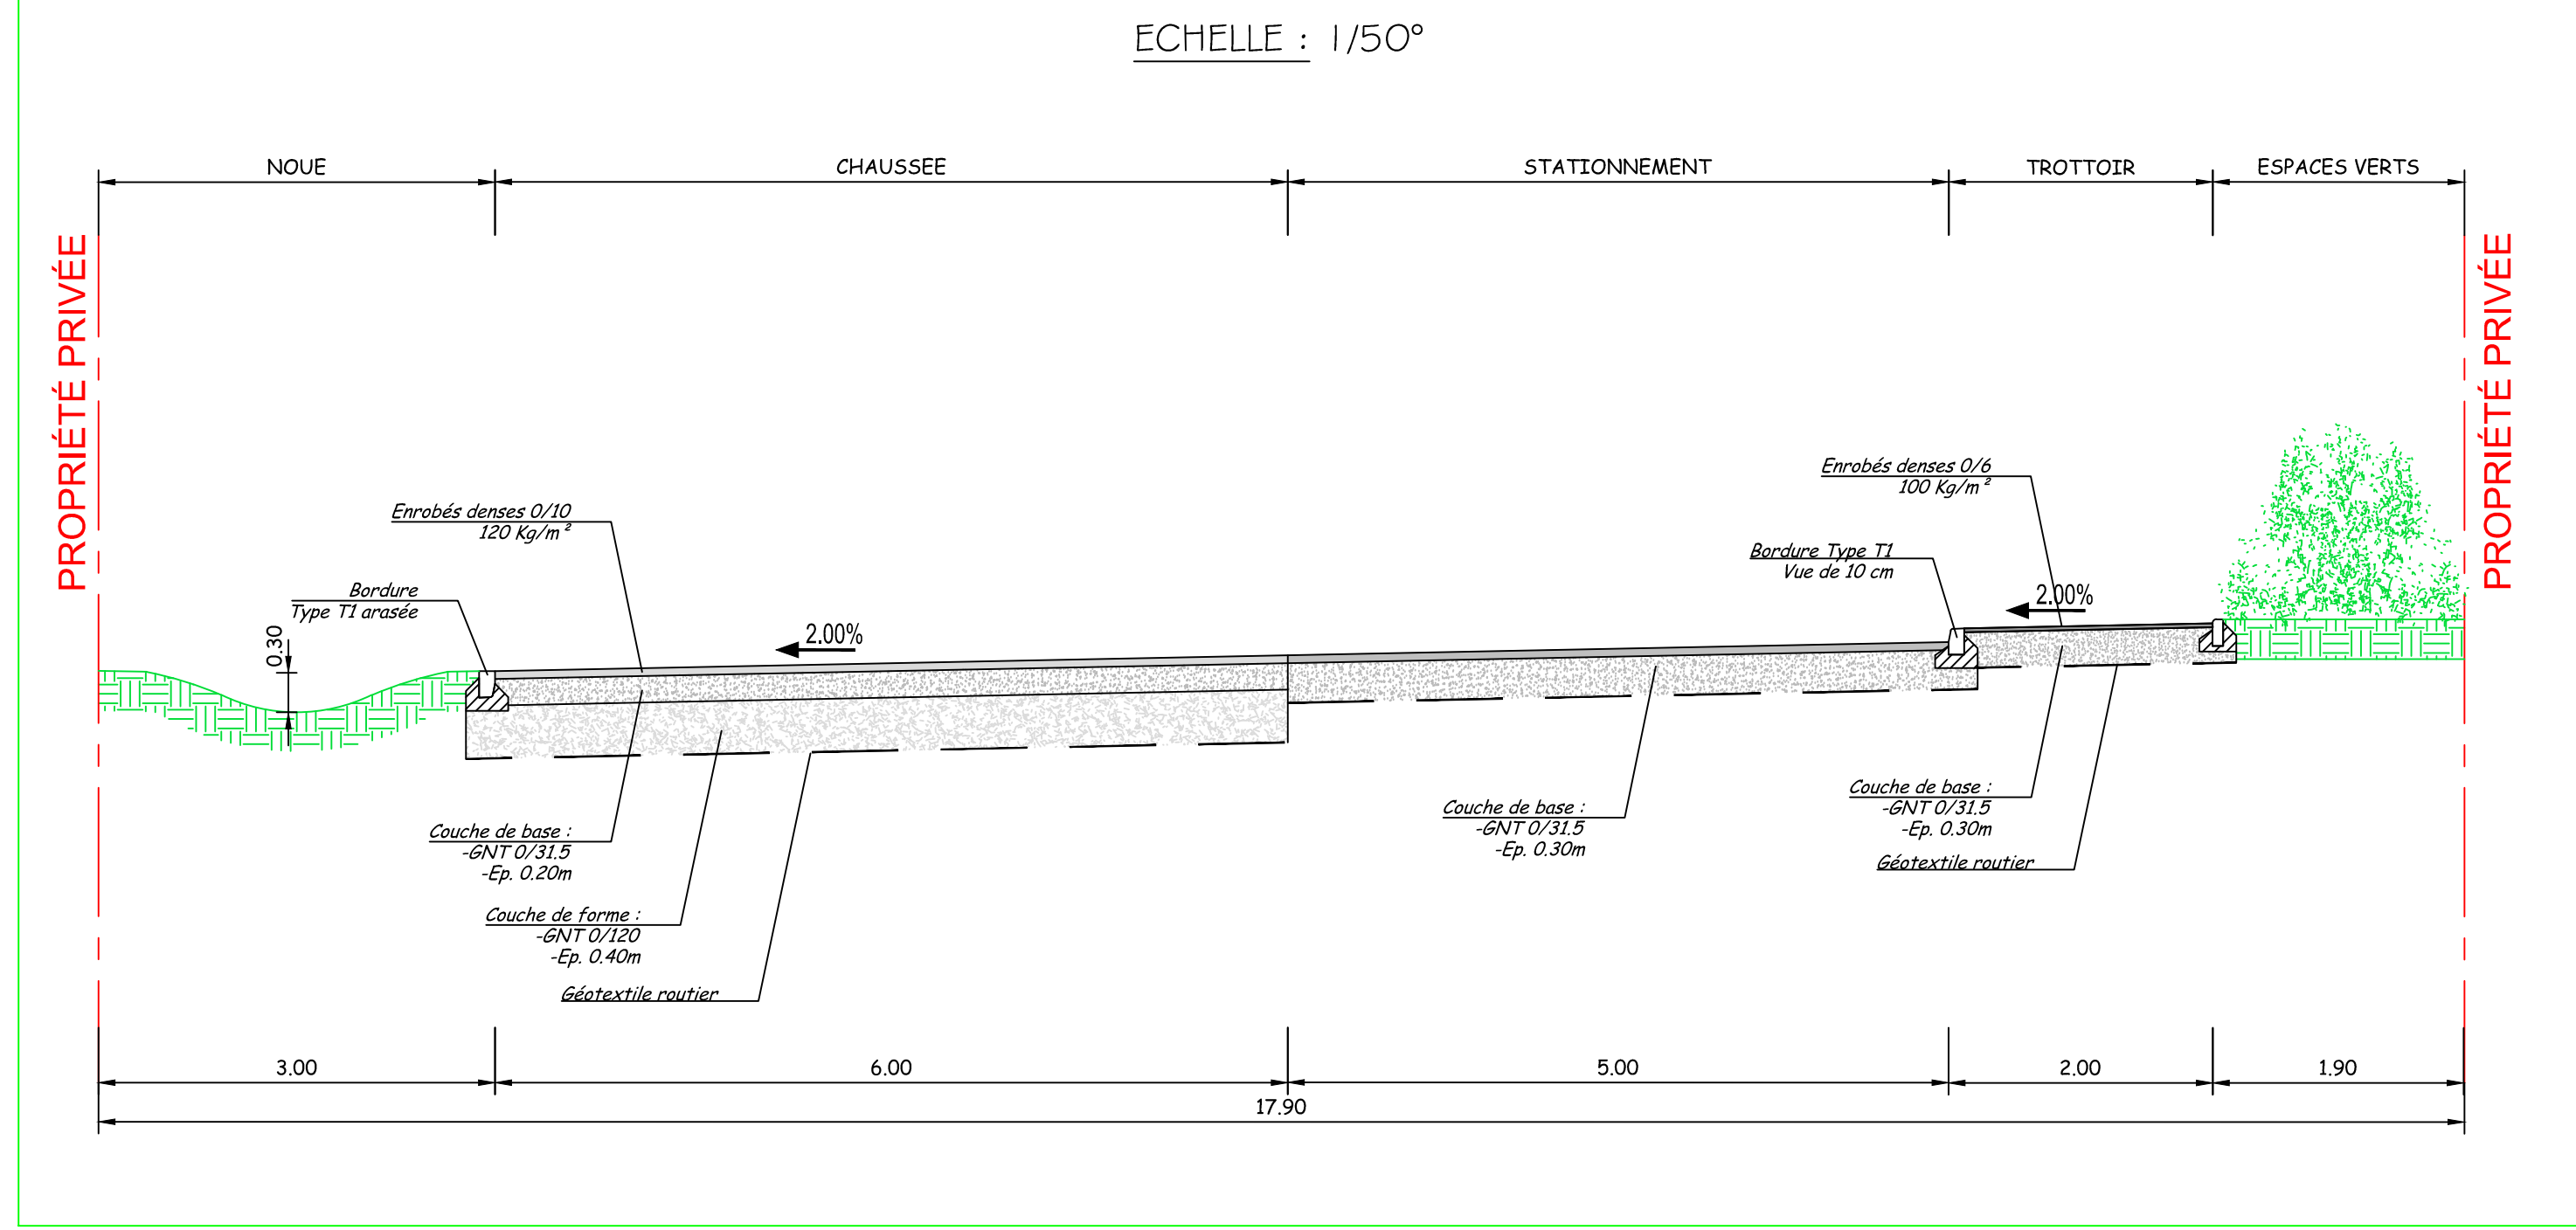 ECHELLE : 1/50°
NOUE
CHAUSSEE
STATIONNEMENT
TROTTOIR
ESPACES VERTS
PROPRIÉTÉ PRIVÉE
PROPRIÉTÉ PRIVÉE
Enrobés denses 0/6
100 Kg/m²
Enrobés denses 0/10
120 Kg/m²
Bordure Type T1
Vue de 10 cm
Bordure
Type T1 arasée
2.00%
2.00%
0.30
Couche de base :
-GNT 0/31.5
-Ep. 0.20m
Couche de forme :
-GNT 0/120
-Ep. 0.40m
Géotextile routier
Couche de base :
-GNT 0/31.5
-Ep. 0.30m
Couche de base :
-GNT 0/31.5
-Ep. 0.30m
Géotextile routier
3.00
6.00
5.00
2.00
1.90
17.90